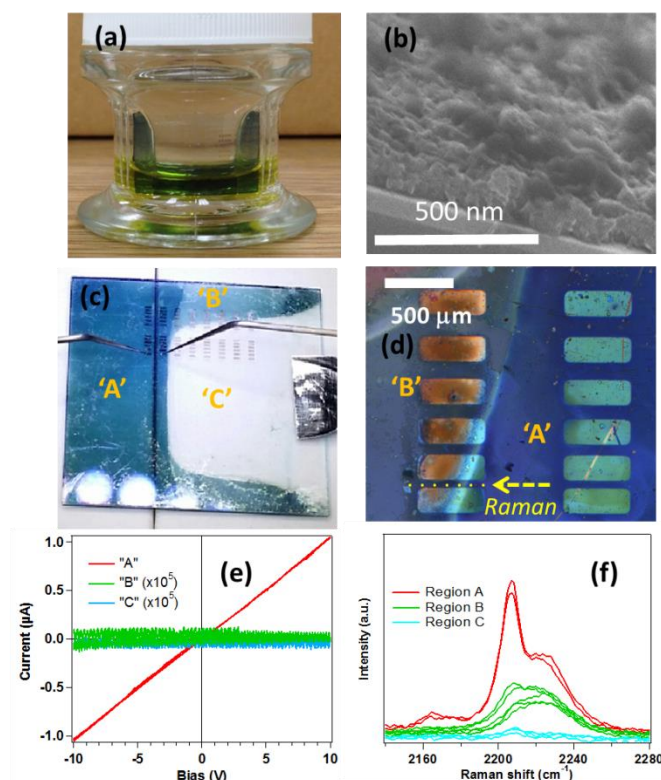 (a)
(b)
500 nm
(c)
'B'
'A'
'C'
500 μm
(d)
'B'
'A'
Raman
(e)
1.0
0.5
0.0
-0.5
-1.0
Current (μA)
"A"
"B" (x10⁵)
"C" (x10⁵)
-10
-5
0
5
10
Bias (V)
(f)
Intensity (a.u.)
Region A
Region B
Region C
2160
2200
2240
2280
Raman shift (cm⁻¹)